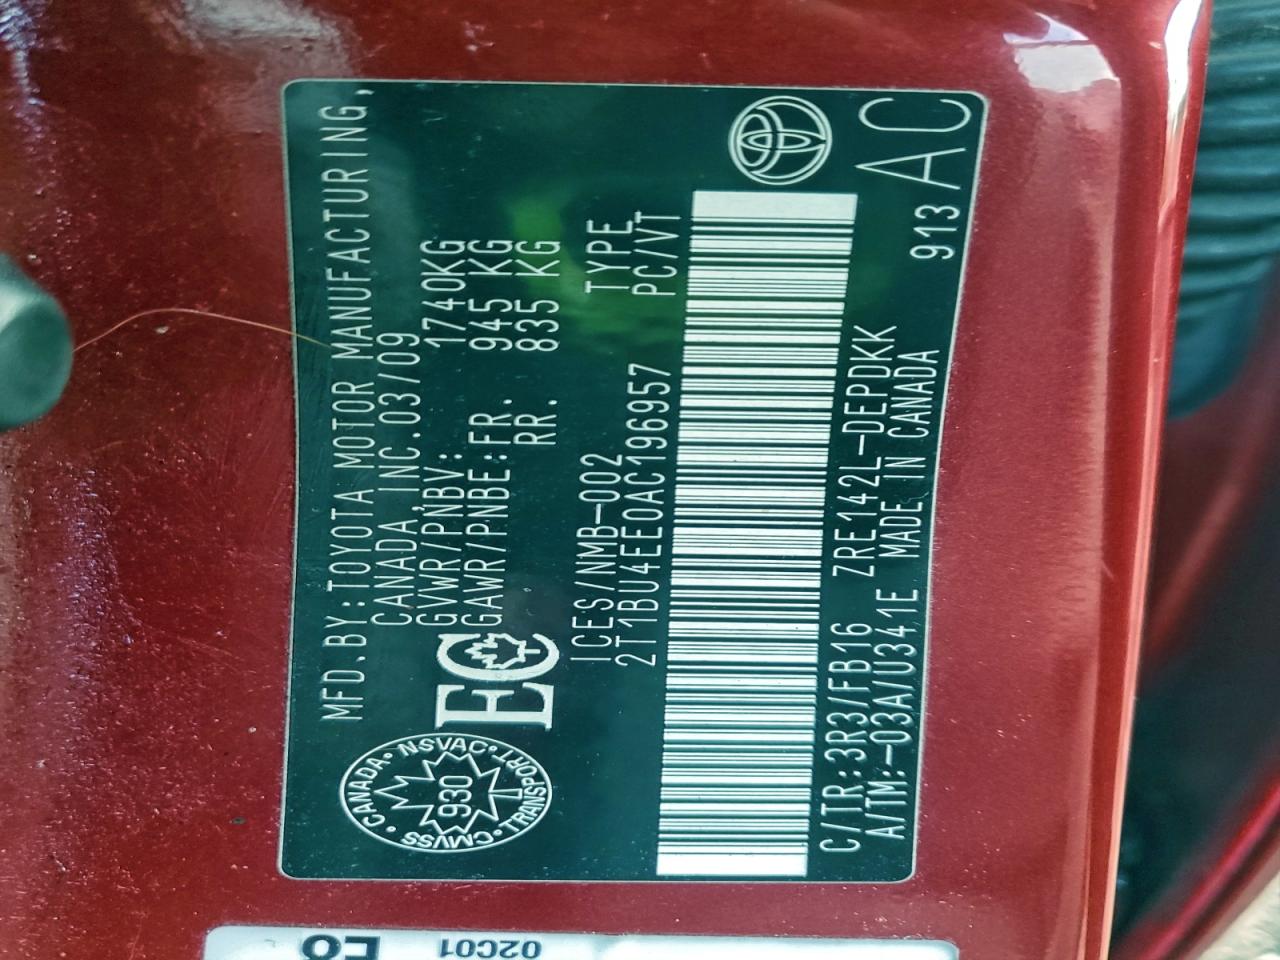 MFD.BY:TOYOTA MOTOR MANUFACTURING,
CANADA,INC.03/09
GVWR/PNBV: 1740KG
GAWR/PNBE:FR. 945 KG
RR. 835 KG
EC
CANADA • NSVAC • TRANSPORT • CMVSS
930
ICES/NMB-002 TYPE
2T1BU4EE0AC196957 PC/VT
C/TR:3R3/FB16 ZRE142L-DEPDKK
A/TM:-03A/U341E MADE IN CANADA
913 AC
02C01